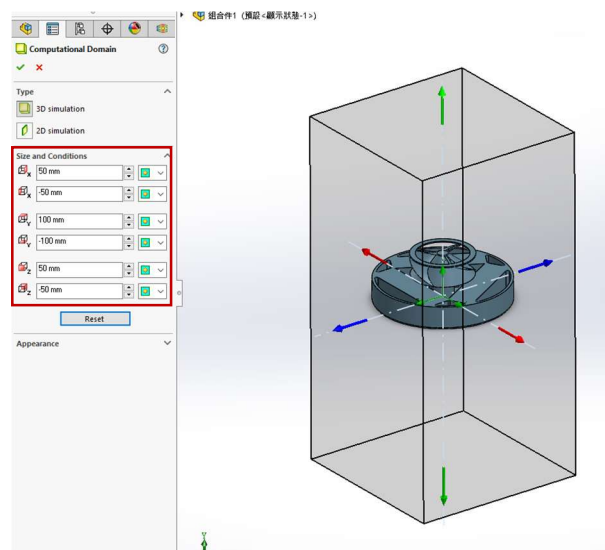 組合件1 (預設<顯示狀態-1>)
Computational Domain
Type
3D simulation
2D simulation
Size and Conditions
X 50 mm
X -50 mm
Y 100 mm
Y -100 mm
Z 50 mm
Z -50 mm
Reset
Appearance
Y